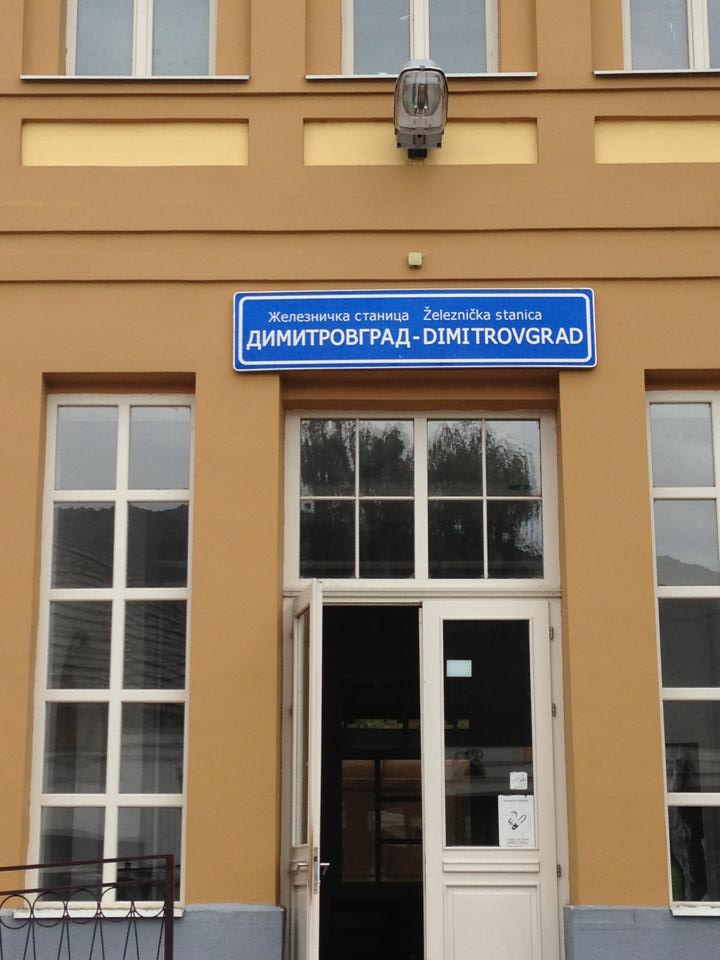 Железничка станица Železnička stanica
ДИМИТРОВГРАД-DIMITROVGRAD